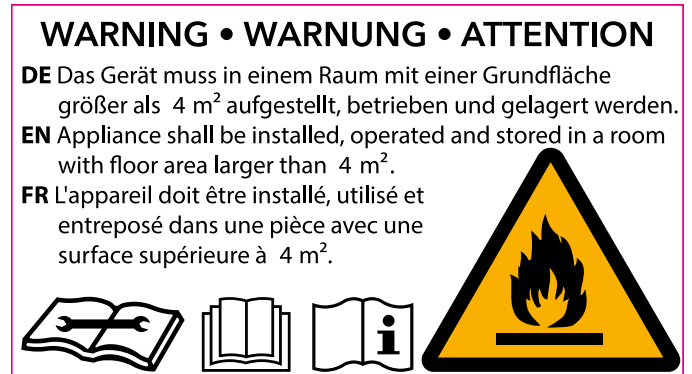 WARNING • WARNUNG • ATTENTION
DE Das Gerät muss in einem Raum mit einer Grundfläche
größer als 4 m² aufgestellt, betrieben und gelagert werden.
EN Appliance shall be installed, operated and stored in a room
with floor area larger than 4 m².
FR L'appareil doit être installé, utilisé et
entreposé dans une pièce avec une
surface supérieure à 4 m².
i